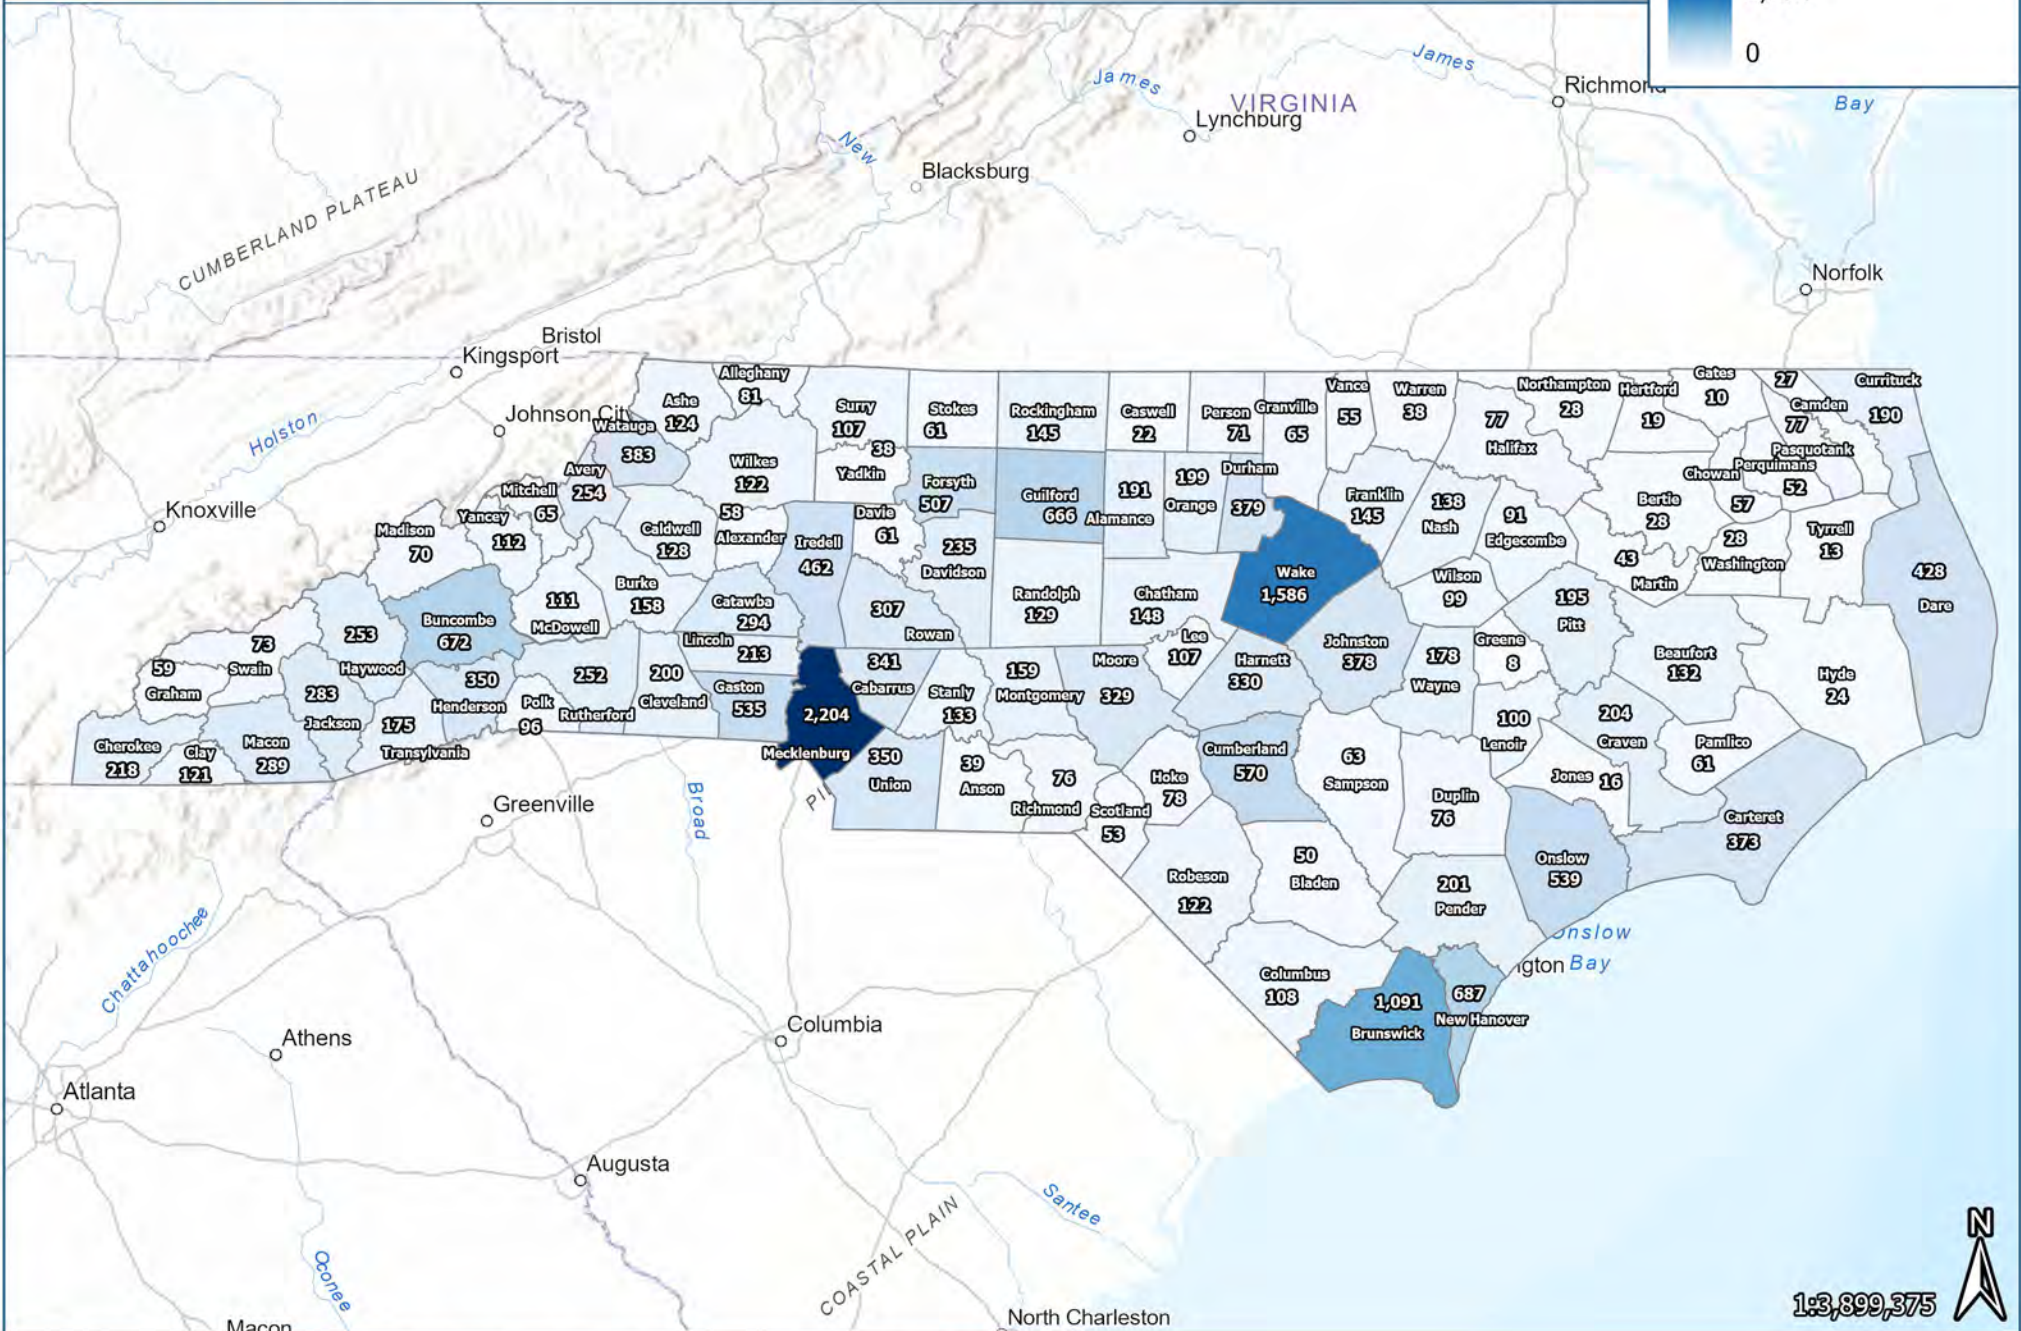 0
James
James
Richmond
Bay
VIRGINIA
Lynchburg
New
Blacksburg
CUMBERLAND PLATEAU
Norfolk
Bristol
Kingsport
Johnson City
Holston
Knoxville
Alleghany
81
Ashe
124
Watauga
383
Surry
107
Stokes
61
Rockingham
145
Caswell
22
Person
71
Granville
65
Vance
55
Warren
38
Northampton
28
Hertford
19
Gates
10
27
Camden
Currituck
190
77
Pasquotank
77
Halifax
38
Yadkin
Wilkes
122
Avery
254
Mitchell
65
Yancey
112
Madison
70
Caldwell
128
58
Alexander
Iredell
462
Davie
61
Forsyth
507
Guilford
666
191
Alamance
199
Orange
Durham
379
Franklin
145
138
Nash
91
Edgecombe
Bertie
28
Chowan
57
Perquimans
52
28
Washington
Tyrrell
13
43
Martin
428
Dare
Buncombe
672
111
McDowell
Burke
158
Catawba
294
235
Davidson
307
Rowan
Randolph
129
Chatham
148
Wake
1,586
Wilson
99
195
Pitt
Beaufort
132
Hyde
24
73
Swain
59
Graham
253
Haywood
283
Jackson
350
Henderson
175
Transylvania
Polk
96
252
Rutherford
200
Cleveland
Lincoln
213
Gaston
535
2,204
Mecklenburg
341
Cabarrus
Stanly
133
159
Montgomery
Moore
329
Lee
107
Harnett
330
Johnston
378
178
Wayne
Greene
8
100
Lenoir
204
Craven
Pamlico
61
Cherokee
218
Clay
121
Macon
289
350
Union
39
Anson
76
Richmond
Scotland
53
Hoke
78
Cumberland
570
63
Sampson
Duplin
76
Jones 16
Carteret
373
Onslow
539
Robeson
122
50
Bladen
201
Pender
Columbus
108
1,091
Brunswick
687
New Hanover
Onslow
Bay
ington
Greenville
Broad
PI
Chattahoochee
Athens
Atlanta
Columbia
Augusta
Santee
COASTAL PLAIN
Oconee
Macon
North Charleston
N
1:3,899,375